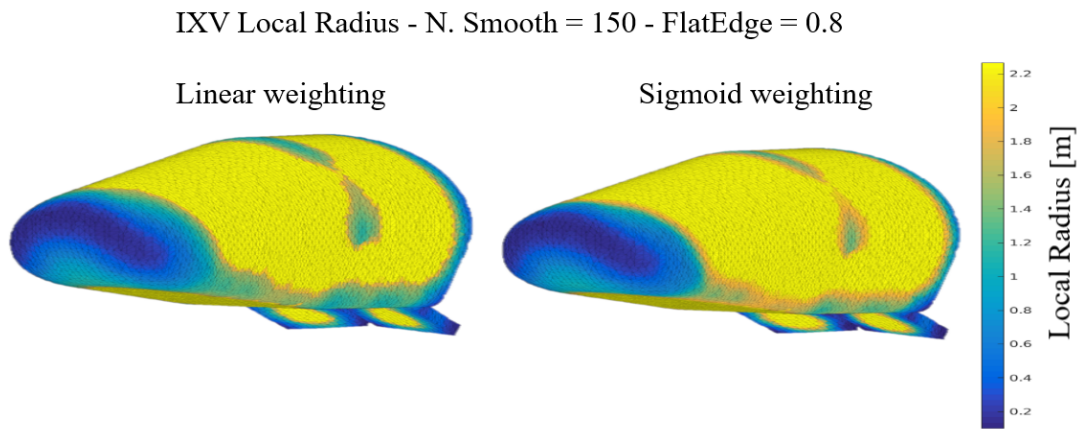 IXV Local Radius - N. Smooth = 150 - FlatEdge = 0.8
Linear weighting
Sigmoid weighting
2.2
2
1.8
1.6
1.4
1.2
1
0.8
0.6
0.4
0.2
Local Radius [m]